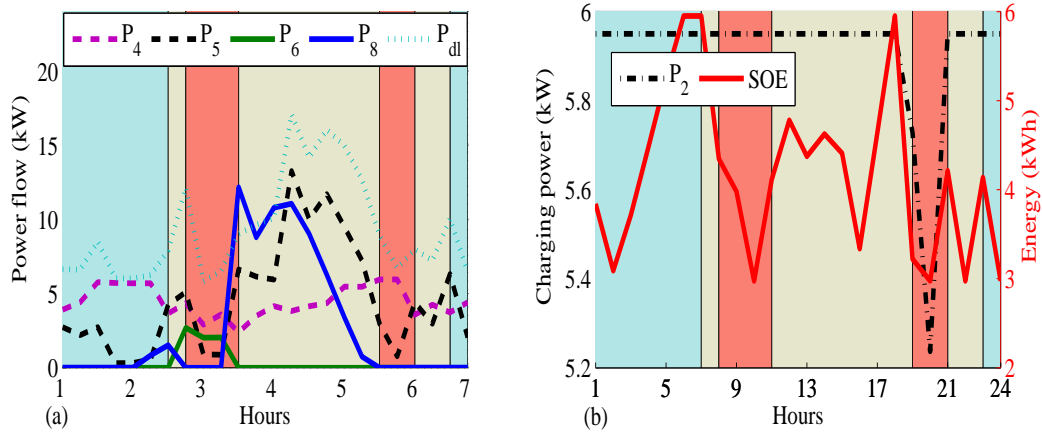 P4 P5 P6 P8 Pdl
20
15
10
5
0
Power flow (kW)
1 2 3 4 5 6 7
(a) Hours
6
5.8
5.6
5.4
5.2
Charging power (kW)
P2 SOE
6
5
4
3
2
Energy (kWh)
1 5 9 13 17 21 24
(b) Hours